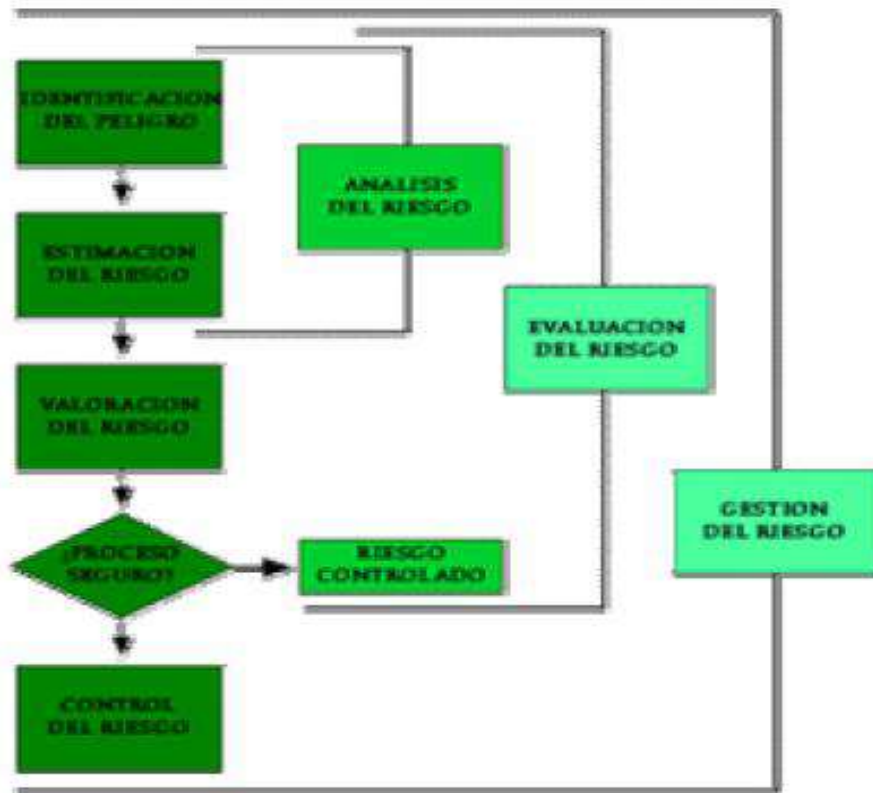 IDENTIFICACION
DEL PELIGRO
ANALISIS
DEL RIESGO
ESTIMACION
DEL RIESGO
EVALUACION
DEL RIESGO
VALORACION
DEL RIESGO
GESTION
DEL RIESGO
¿PROCESO
SEGURO?
RIESGO
CONTROLADO
CONTROL
DEL RIESGO